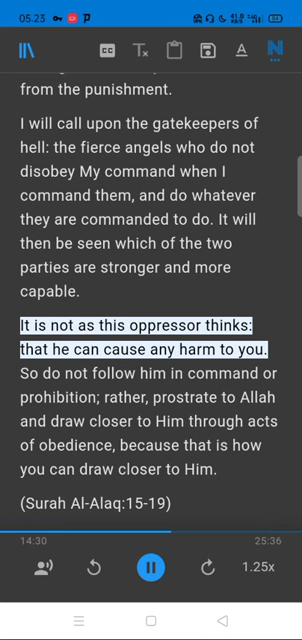 05.23
from the punishment.
I will call upon the gatekeepers of
hell: the fierce angels who do not
disobey My command when I
command them, and do whatever
they are commanded to do. It will
then be seen which of the two
parties are stronger and more
capable.
It is not as this oppressor thinks:
that he can cause any harm to you.
So do not follow him in command or
prohibition; rather, prostrate to Allah
and draw closer to Him through acts
of obedience, because that is how
you can draw closer to Him.
(Surah Al-Alaq:15-19)
14:30 25:36
1.25x